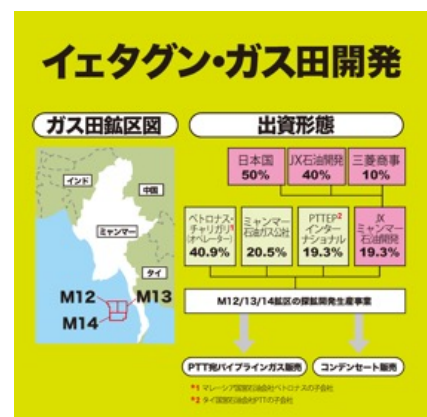 イェタグン・ガス田開発
ガス田鉱区図
出資形態
インド
中国
ミャンマー
タイ
M12
M13
M14
日本国
50%
JX石油開発
40%
三菱商事
10%
ペトロナス・
チャリガリ*1
(オペレーター)
40.9%
ミャンマー
石油ガス公社
20.5%
PTTEP*2
インター
ナショナル
19.3%
JX
ミャンマー
石油開発
19.3%
M12/13/14鉱区の探鉱開発生産事業
PTT宛パイプラインガス販売
コンデンセート販売
*1 マレーシア国営石油会社ペトロナスの子会社
*2 タイ国営石油会社PTTの子会社